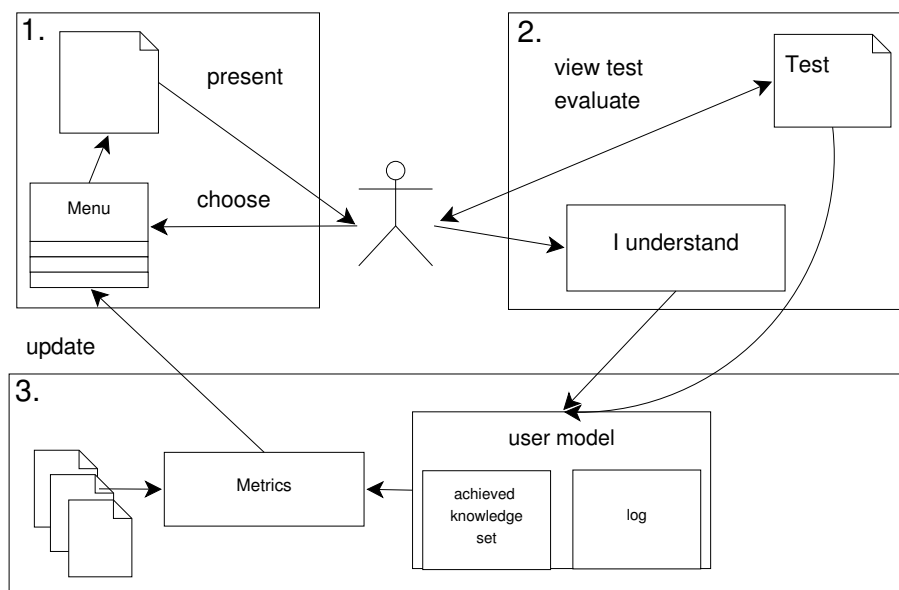 1.
present
choose
Menu
2.
view test
evaluate
Test
I understand
update
3.
Metrics
user model
achieved
knowledge
set
log